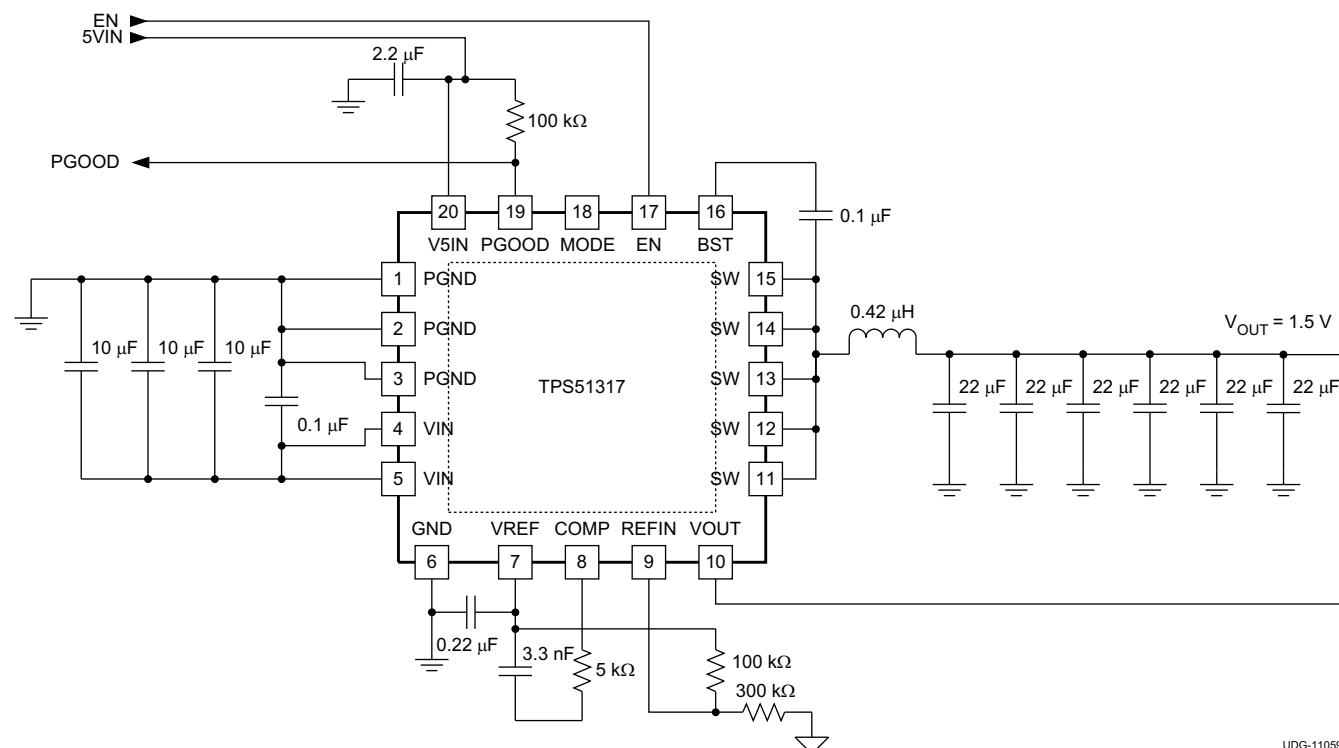 EN
5VIN
2.2 μF
100 kΩ
PGOOD
20 19 18 17 16
V5IN PGOOD MODE EN BST
0.1 μF
1 PGND
SW 15
2 PGND
SW 14
3 PGND
SW 13
4 VIN
SW 12
5 VIN
SW 11
10 μF 10 μF 10 μF
0.1 μF
TPS51317
0.42 μH
VOUT = 1.5 V
22 μF 22 μF 22 μF 22 μF 22 μF 22 μF
GND VREF COMP REFIN VOUT
6 7 8 9 10
0.22 μF
3.3 nF
5 kΩ
100 kΩ
300 kΩ
UDG-11059